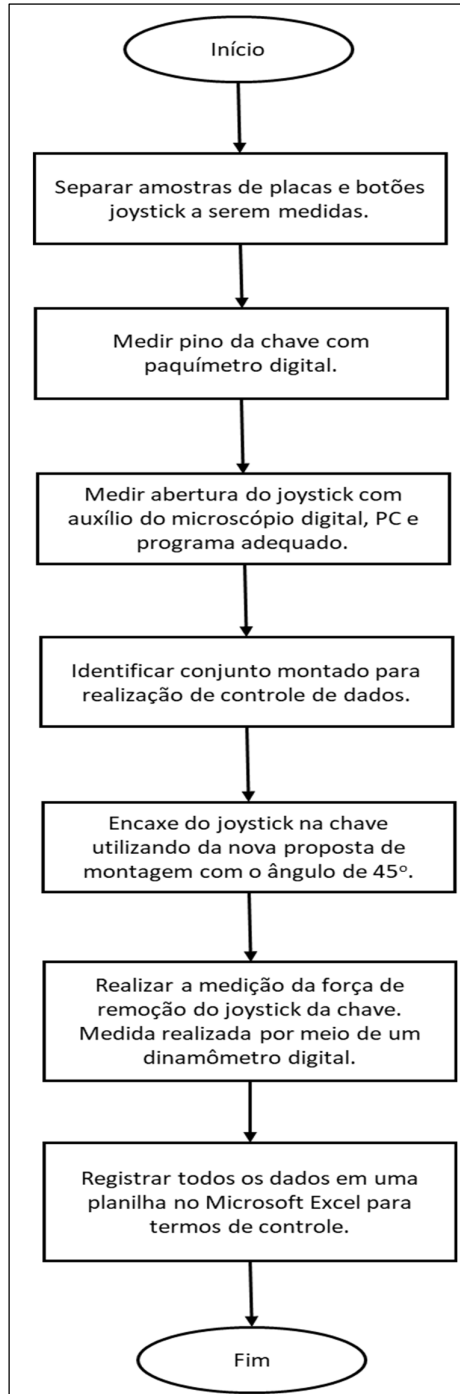 Início
Separar amostras de placas e botões
joystick a serem medidas.
Medir pino da chave com
paquímetro digital.
Medir abertura do joystick com
auxílio do microscópio digital, PC e
programa adequado.
Identificar conjunto montado para
realização de controle de dados.
Encaxe do joystick na chave
utilizando da nova proposta de
montagem com o ângulo de 45º.
Realizar a medição da força de
remoção do joystick da chave.
Medida realizada por meio de um
dinamômetro digital.
Registrar todos os dados em uma
planilha no Microsoft Excel para
termos de controle.
Fim